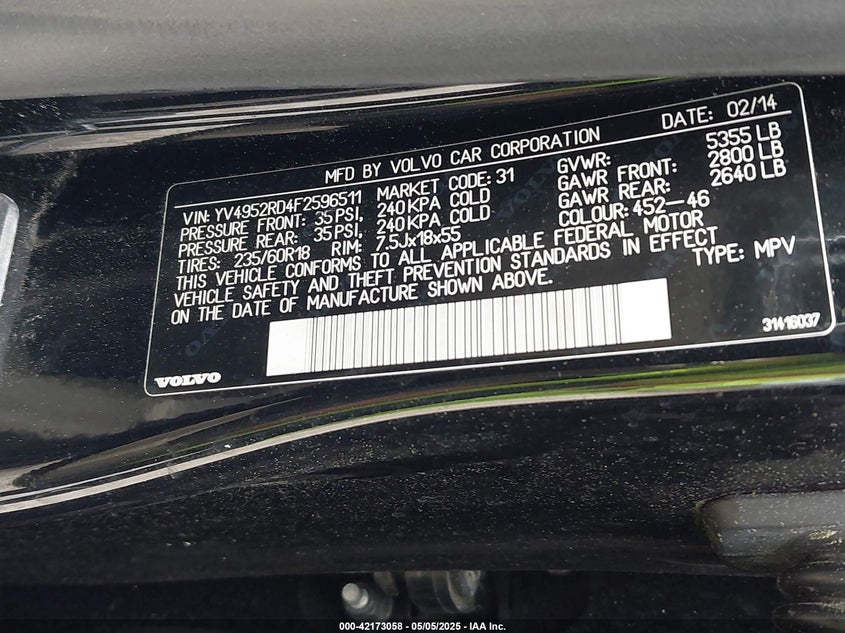 MFD BY VOLVO CAR CORPORATION DATE: 02/14
VIN: YV4952RD4F2596511 MARKET CODE: 31 GVWR: 5355 LB
PRESSURE FRONT: 35 PSI, 240 KPA COLD GAWR FRONT: 2800 LB
PRESSURE REAR: 35 PSI, 240 KPA COLD GAWR REAR: 2640 LB
TIRES: 235/60R18 RIM: 7.5Jx18x55 COLOUR: 452-46
THIS VEHICLE CONFORMS TO ALL APPLICABLE FEDERAL MOTOR
VEHICLE SAFETY AND THEFT PREVENTION STANDARDS IN EFFECT
ON THE DATE OF MANUFACTURE SHOWN ABOVE. TYPE: MPV
31416037
VOLVO
000-42173058 - 05/05/2025 - IAA Inc.